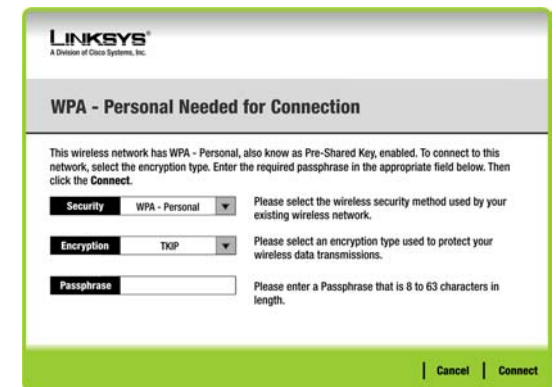 LINKSYS®
A Division of Cisco Systems, Inc.
WPA - Personal Needed for Connection
This wireless network has WPA - Personal, also know as Pre-Shared Key, enabled. To connect to this
network, select the encryption type. Enter the required passphrase in the appropriate field below. Then
click the Connect.
Security WPA - Personal Please select the wireless security method used by your
existing wireless network.
Encryption TKIP Please select an encryption type used to protect your
wireless data transmissions.
Passphrase Please enter a Passphrase that is 8 to 63 characters in
length.
Cancel Connect